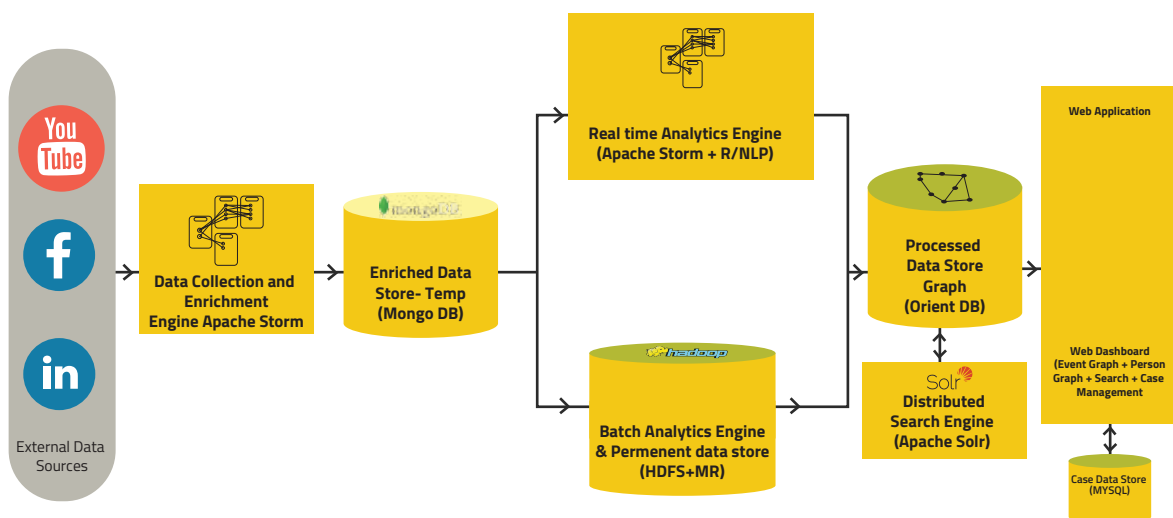 You
Tube
f
in
External Data
Sources
Data Collection and
Enrichment
Engine Apache Storm
mongoDB
Enriched Data
Store- Temp
(Mongo DB)
Real time Analytics Engine
(Apache Storm + R/NLP)
hadoop
Batch Analytics Engine
& Permenent data store
(HDFS+MR)
Processed
Data Store
Graph
(Orient DB)
Solr
Distributed
Search Engine
(Apache Solr)
Web Application
Web Dashboard
(Event Graph + Person
Graph + Search + Case
Management
Case Data Store
(MYSQL)